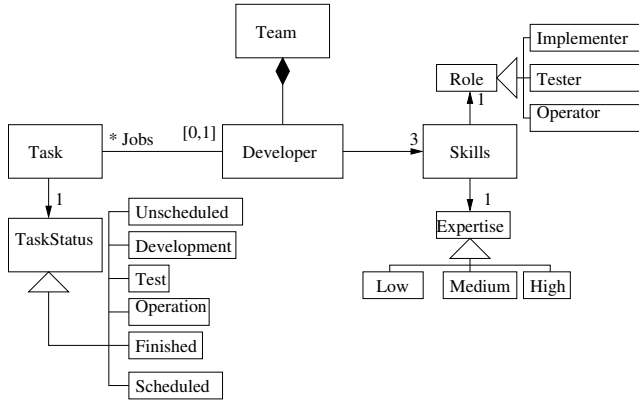 Team
Implementer
Role
Tester
1
Operator
* Jobs
[0,1]
Task
Developer
3
Skills
1
1
TaskStatus
Unscheduled
Expertise
Development
Test
Low
Medium
High
Operation
Finished
Scheduled